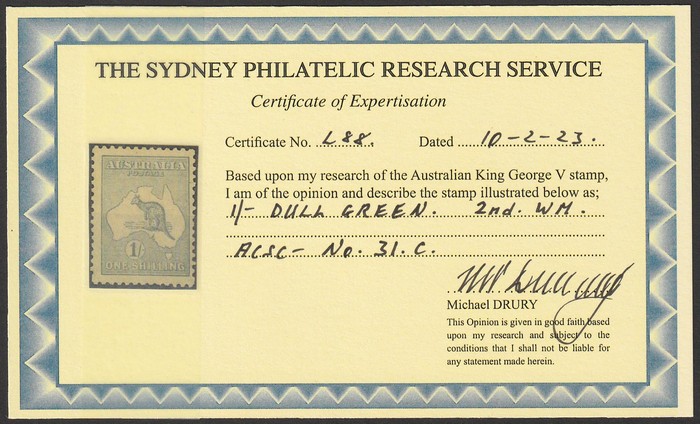 THE SYDNEY PHILATELIC RESEARCH SERVICE
Certificate of Expertisation
Certificate No. L88. Dated 10-2-23.
Based upon my research of the Australian King George V stamp,
I am of the opinion and describe the stamp illustrated below as;
1/- DULL GREEN. 2nd. WM.
ACSC- No. 31. C.
Michael DRURY
This Opinion is given in good faith based
upon my research and subject to the
conditions that I shall not be liable for
any statement made herein.
AUSTRALIA
POSTAGE
1/-
ONE SHILLING